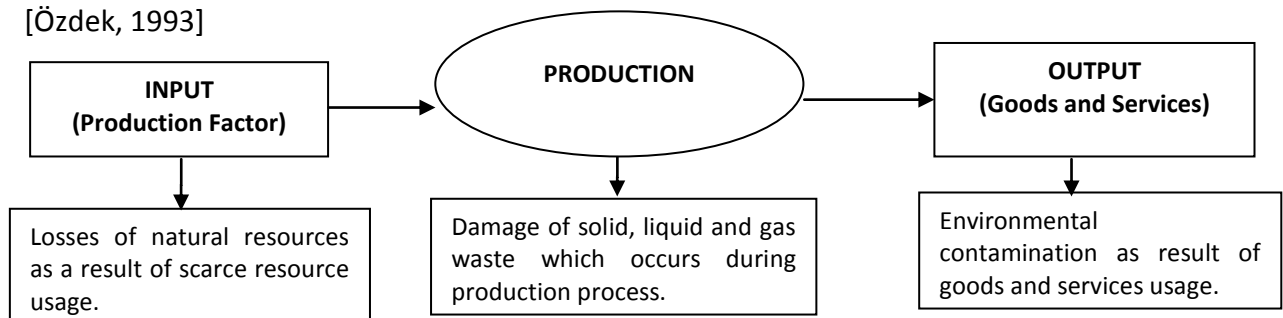 [Özdek, 1993]
INPUT
(Production Factor)
PRODUCTION
OUTPUT
(Goods and Services)
Losses of natural resources
as a result of scarce resource
usage.
Damage of solid, liquid and gas
waste which occurs during
production process.
Environmental
contamination as result of
goods and services usage.